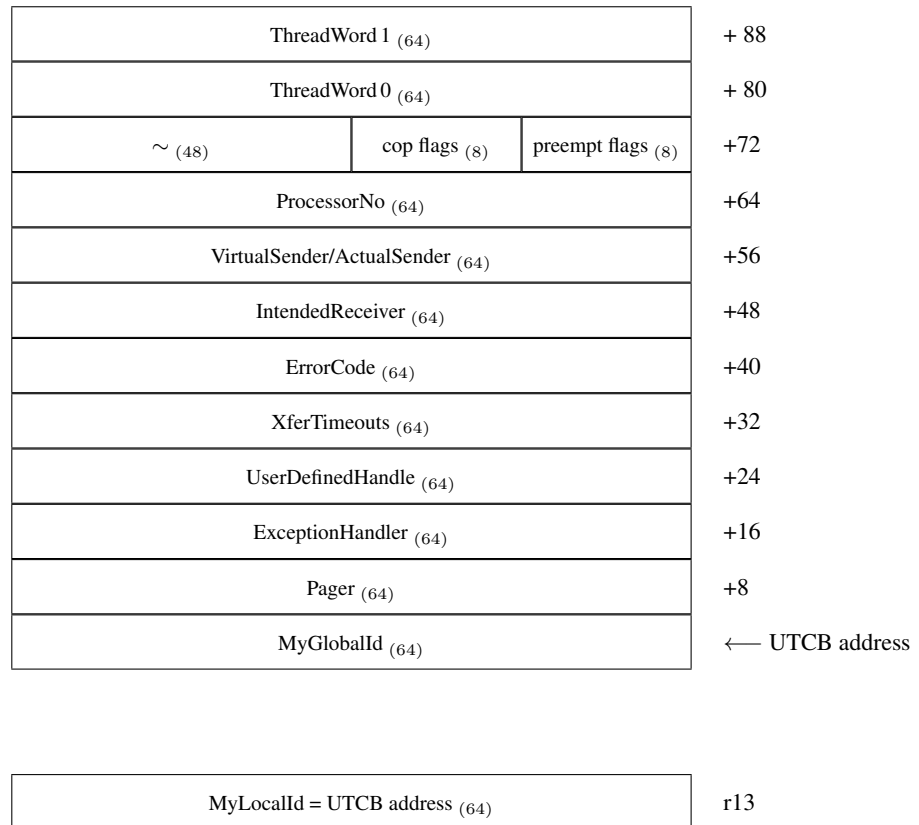 ThreadWord 1 (64) + 88
ThreadWord 0 (64) + 80
∼ (48) cop flags (8) preempt flags (8) +72
ProcessorNo (64) +64
VirtualSender/ActualSender (64) +56
IntendedReceiver (64) +48
ErrorCode (64) +40
XferTimeouts (64) +32
UserDefinedHandle (64) +24
ExceptionHandler (64) +16
Pager (64) +8
MyGlobalId (64) ← UTCB address
MyLocalId = UTCB address (64) r13